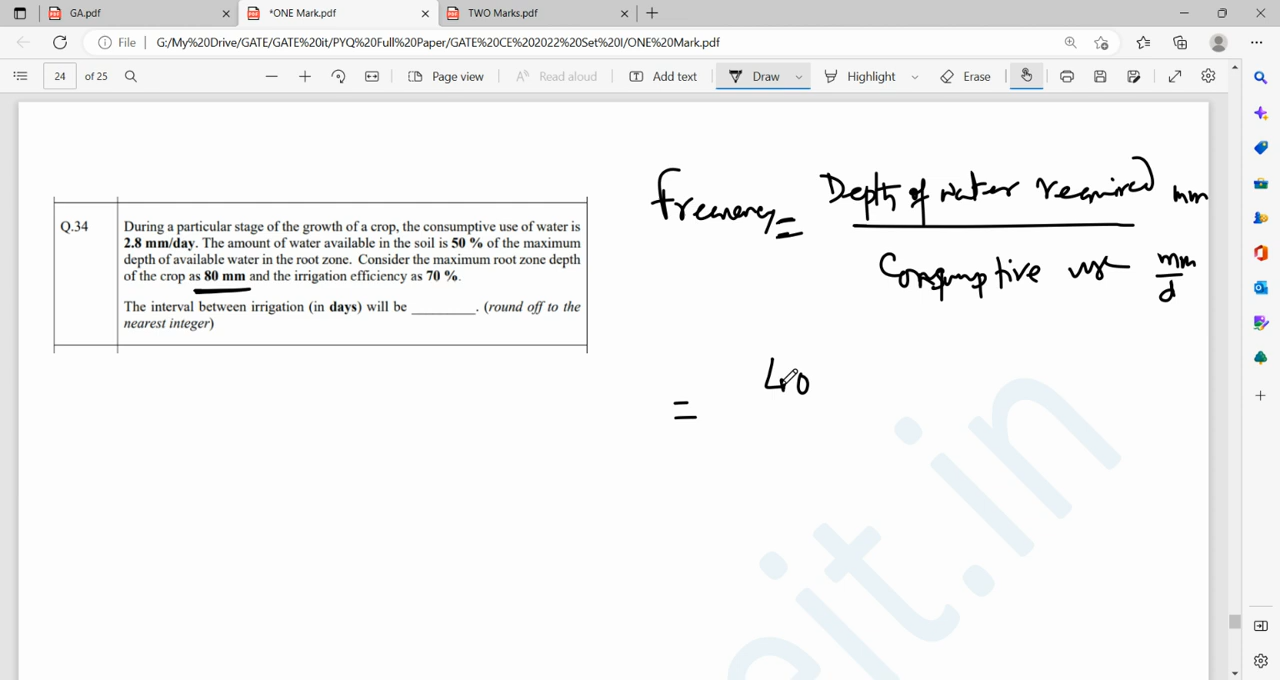 GA.pdf
*ONE Mark.pdf
TWO Marks.pdf
File
G:/My%20Drive/GATE/GATE%20it/PYQ%20Full%20Paper/GATE%20CE%202022%20Set%20I/ONE%20Mark.pdf
24 of 25
Page view
Read aloud
Add text
Draw
Highlight
Erase
Q.34
During a particular stage of the growth of a crop, the consumptive use of water is
2.8 mm/day. The amount of water available in the soil is 50 % of the maximum
depth of available water in the root zone. Consider the maximum root zone depth
of the crop as 80 mm and the irrigation efficiency as 70 %.
The interval between irrigation (in days) will be ________. (round off to the
nearest integer)
Depth of water required mm
=
Consumptive use mm
d
40
=
eit.in